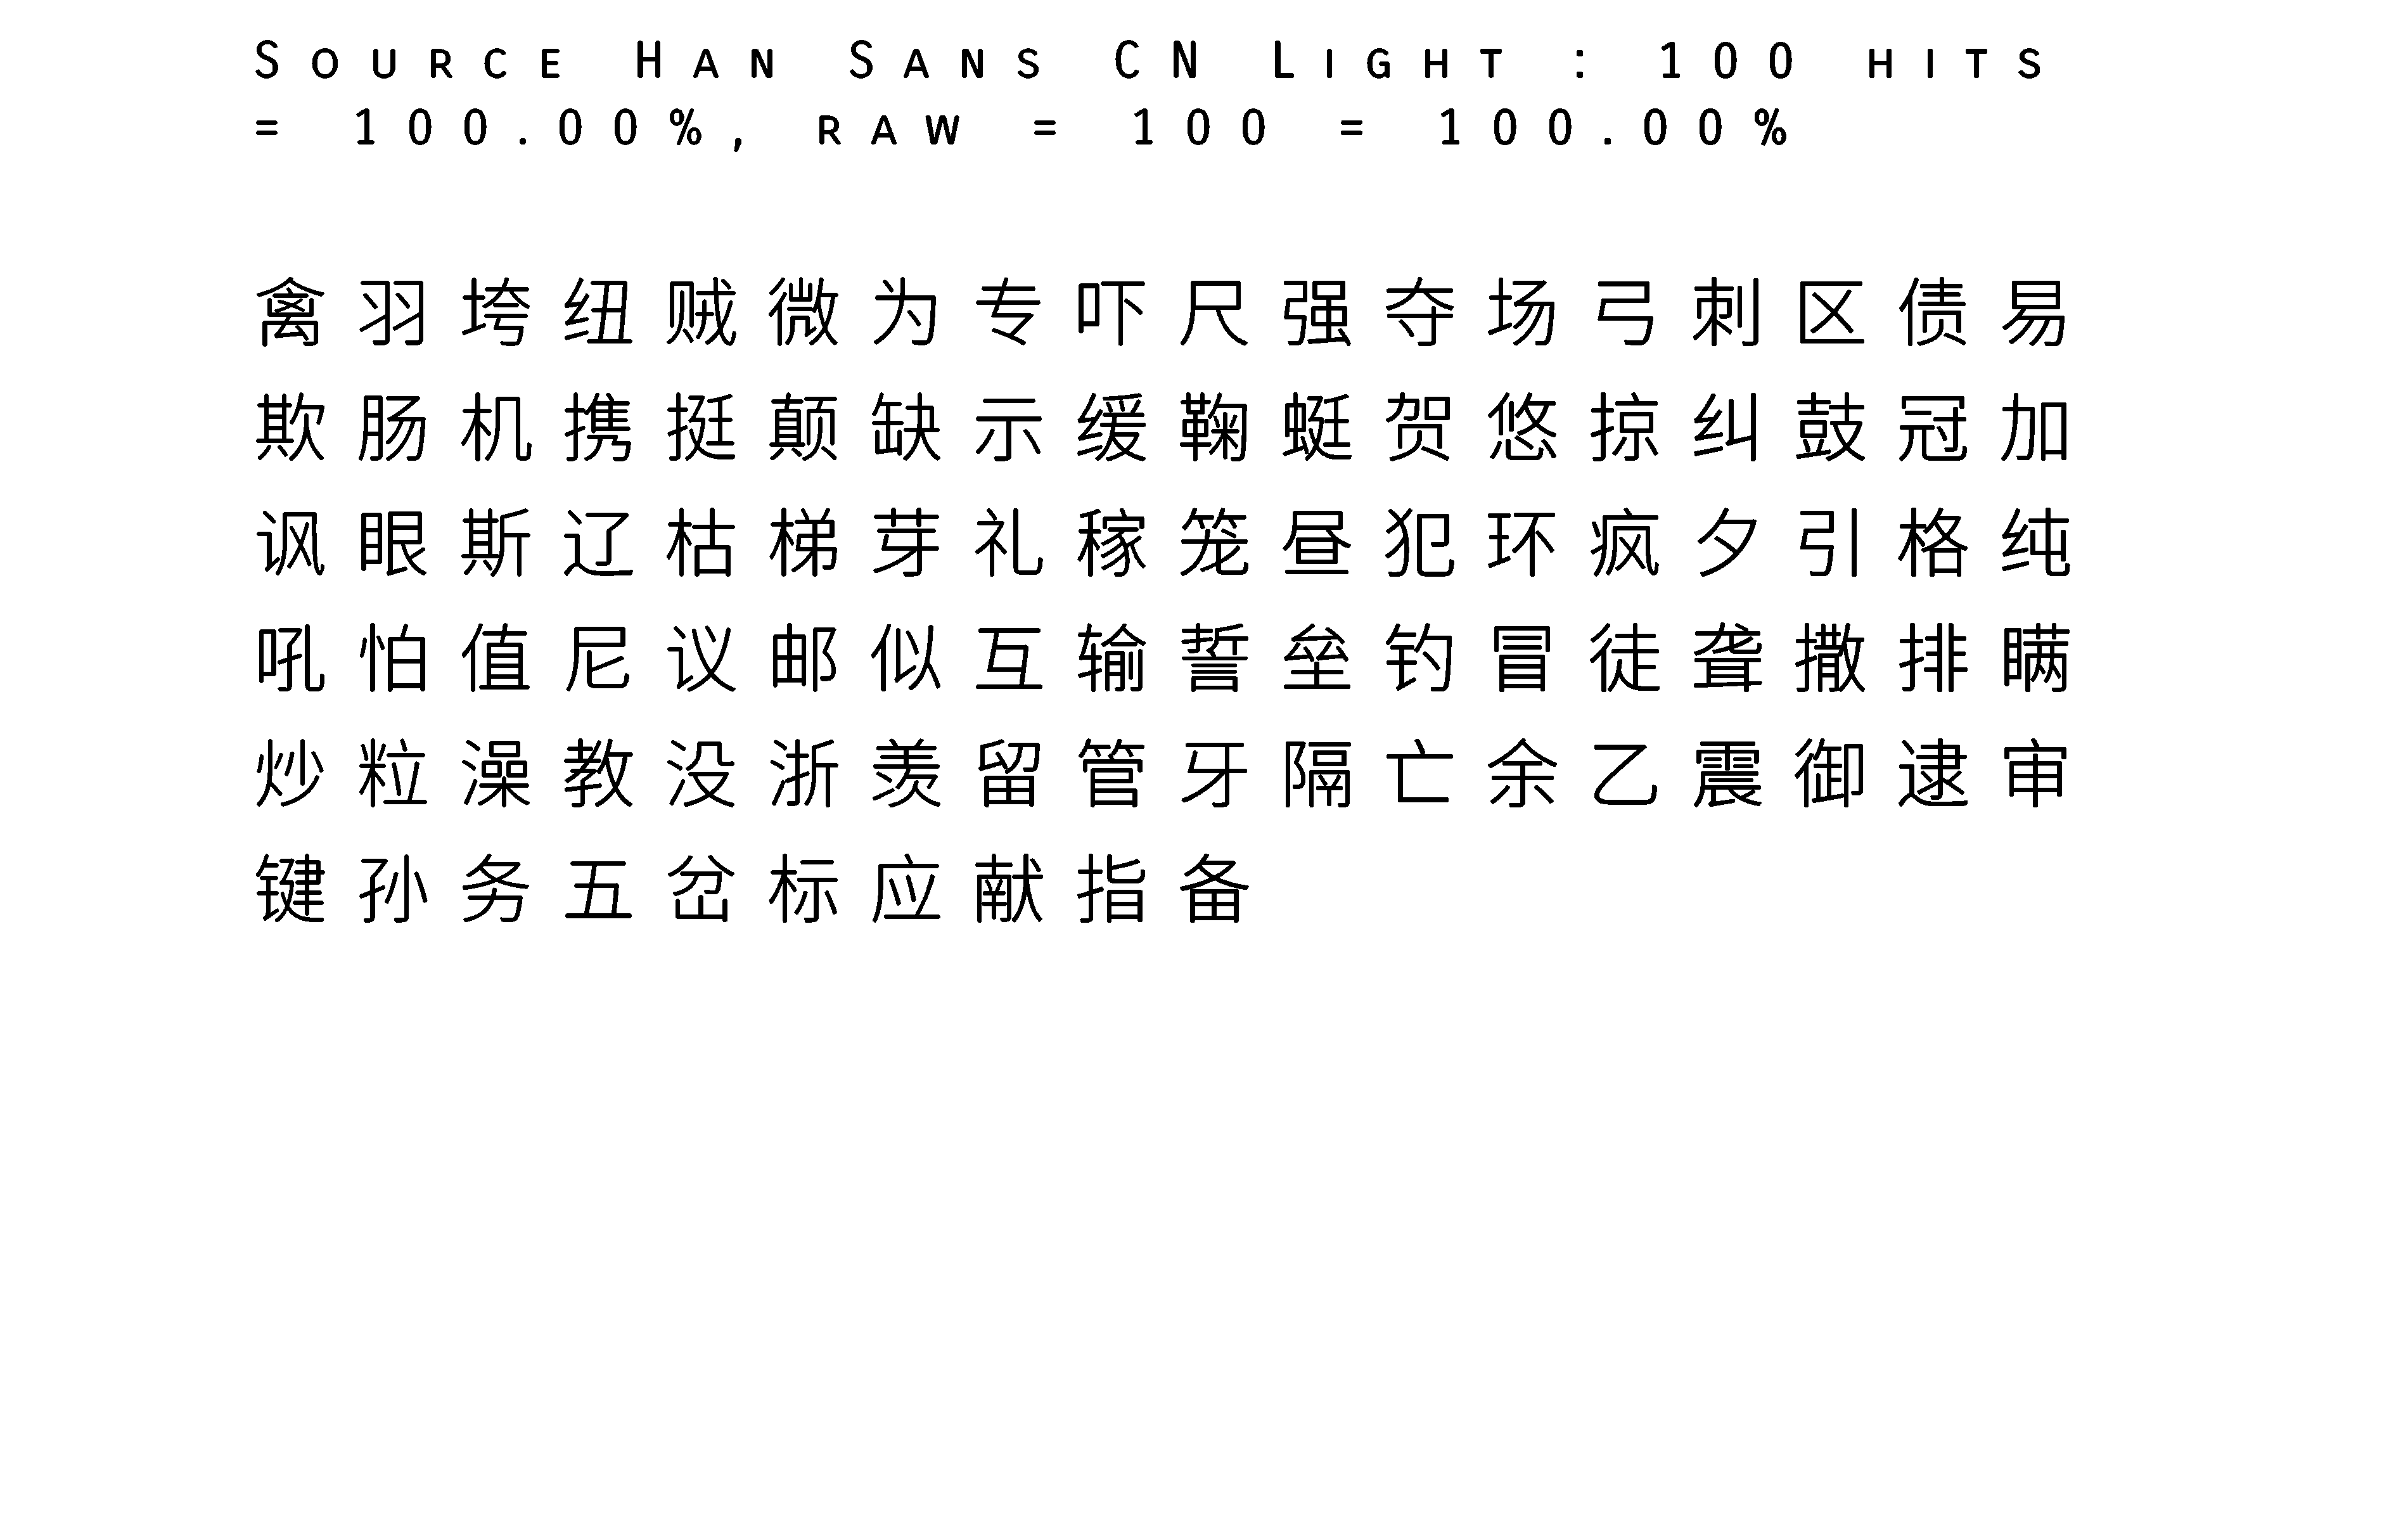 Source Han Sans CN Light : 100 hits
= 100.00%, raw = 100 = 100.00%
禽羽垮纽贼微为专吓尺强夺场弓刺区债易
欺肠机携挺颠缺示缓鞠蜓贺悠掠纠鼓冠加
讽眼斯辽枯梯芽礼稼笼昼犯环疯夕引格纯
吼怕值尼议邮似互输誓垒钓冒徒聋撒排瞒
炒粒澡教没浙羡留管牙隔亡余乙震御逮审
键孙务五岔标应献指备